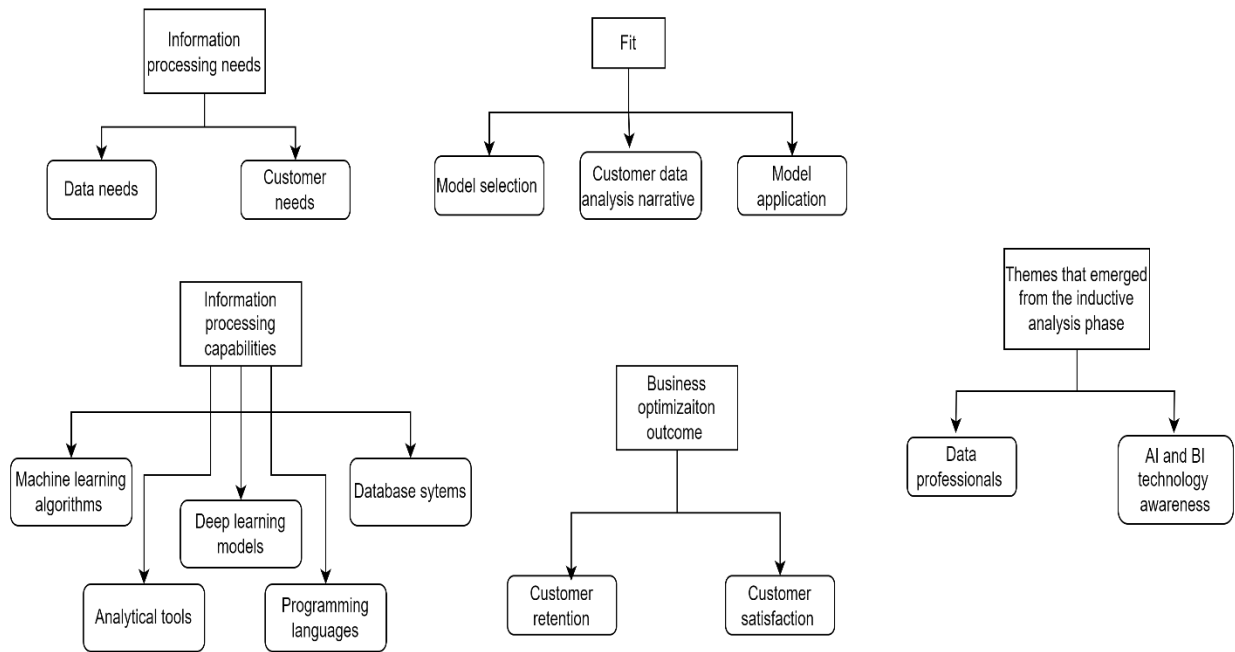 Information
processing needs
Data needs
Customer
needs
Fit
Model selection
Customer data
analysis narrative
Model
application
Information
processing
capabilities
Machine learning
algorithms
Analytical tools
Deep learning
models
Programming
languages
Database sytems
Business
optimizaiton
outcome
Customer
retention
Customer
satisfaction
Themes that emerged
from the inductive
analysis phase
Data
professionals
AI and BI
technology
awareness